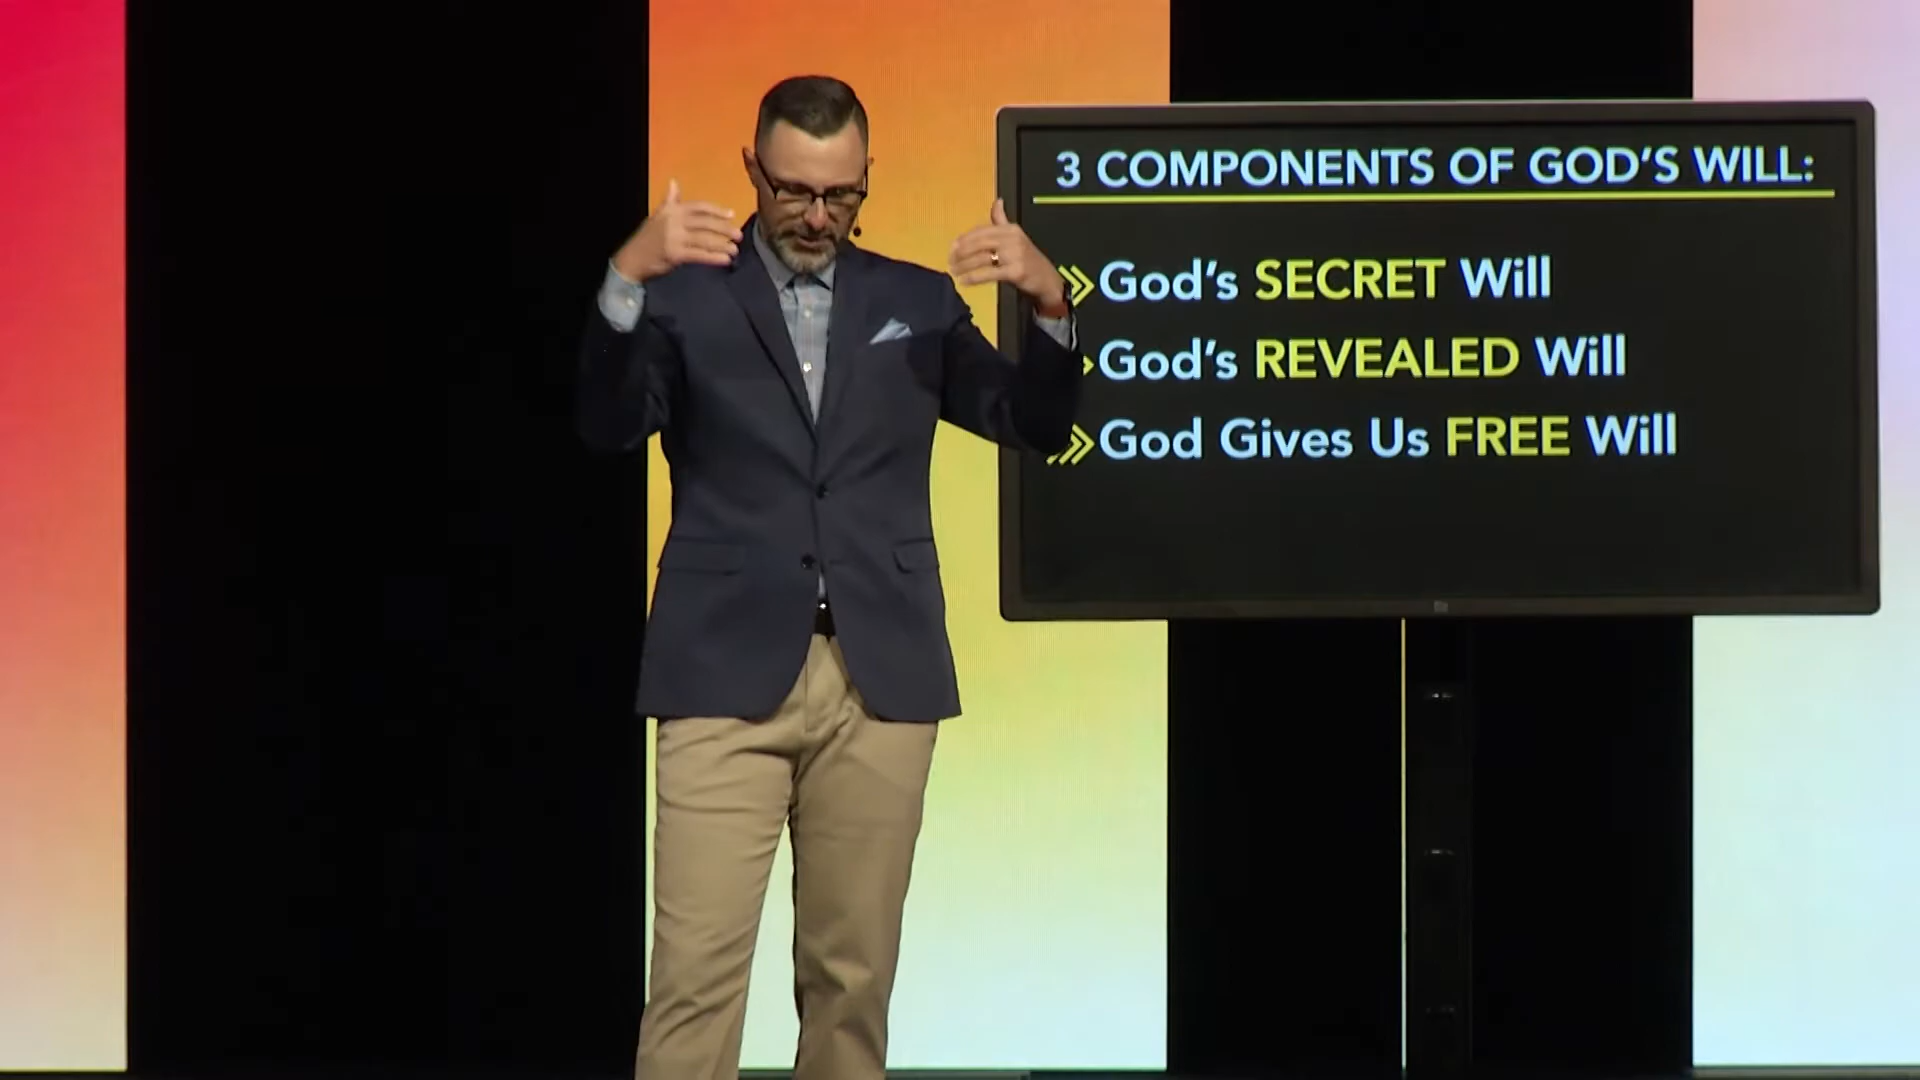 3 COMPONENTS OF GOD'S WILL:
God's SECRET Will
God's REVEALED Will
God Gives Us FREE Will